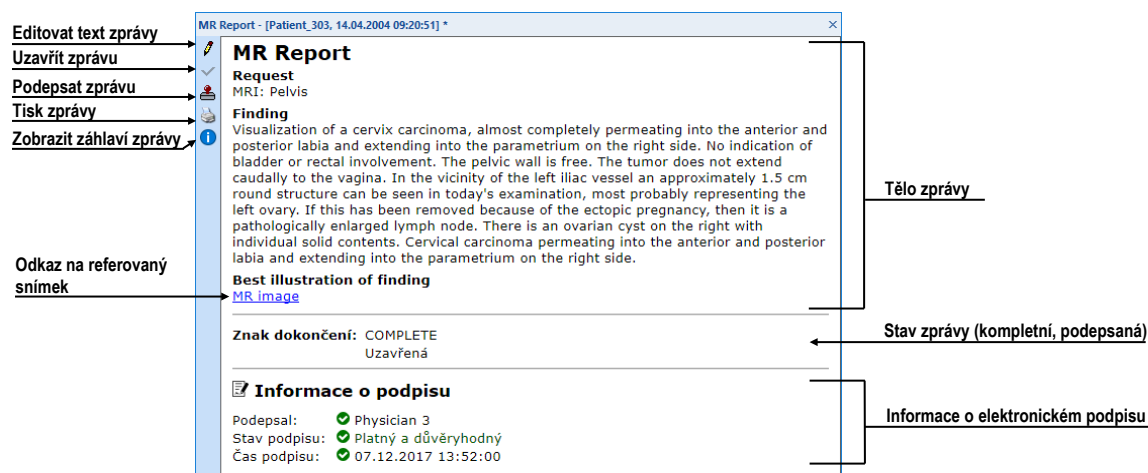 MR Report - [Patient_303, 14.04.2004 09:20:51] *
Editovat text zprávy
Uzavřít zprávu
Podepsat zprávu
Tisk zprávy
Zobrazit záhlaví zprávy
MR Report
Request
MRI: Pelvis
Finding
Visualization of a cervix carcinoma, almost completely permeating into the anterior and
posterior labia and extending into the parametrium on the right side. No indication of
bladder or rectal involvement. The pelvic wall is free. The tumor does not extend
caudally to the vagina. In the vicinity of the left iliac vessel an approximately 1.5 cm
round structure can be seen in today's examination, most probably representing the
left ovary. If this has been removed because of the ectopic pregnancy, then it is a
pathologically enlarged lymph node. There is an ovarian cyst on the right with
individual solid contents. Cervical carcinoma permeating into the anterior and posterior
labia and extending into the parametrium on the right side.
Tělo zprávy
Odkaz na referovaný
snímek
Best illustration of finding
MR image
Znak dokončení: COMPLETE
Uzavřená
Stav zprávy (kompletní, podepsaná)
Informace o podpisu
Podepsal: Physician 3
Stav podpisu: Platný a důvěryhodný
Čas podpisu: 07.12.2017 13:52:00
Informace o elektronickém podpisu